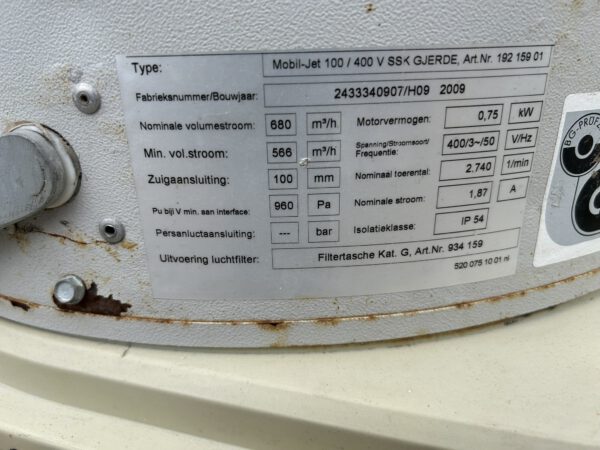 Type: Mobil-Jet 100 / 400 V SSK GJERDE, Art.Nr. 192 159 01
Fabrieksnummer/Bouwjaar: 2433340907/H09 2009
Nominale volumestroom: 680 m³/h Motorvermogen: 0,75 kW
Min. vol.stroom: 566 m³/h Spanning/Stroomsoort/Frequentie: 400/3~/50 V/Hz
Zuigaansluiting: 100 mm Nominaal toerental: 2.740 1/min
Pu bij V min. aan interface: 960 Pa Nominale stroom: 1,87 A
Persanluctaansluiting: --- bar Isolatieklasse: IP 54
Uitvoering luchtfilter: Filtertasche Kat. G, Art.Nr. 934 159
520 075 10 01 nl